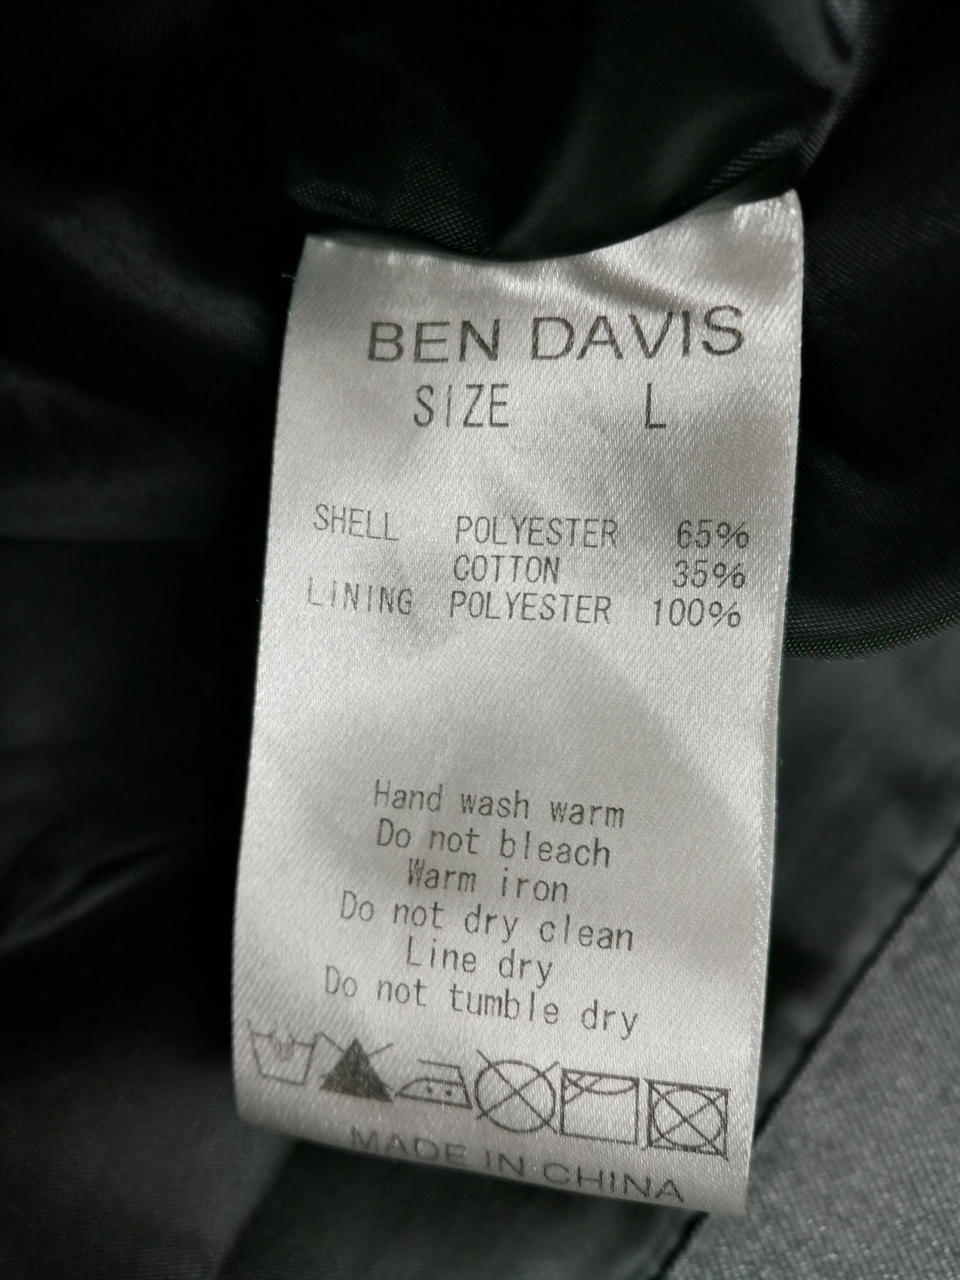 BEN DAVIS
SIZE L
SHELL POLYESTER 65%
COTTON 35%
LINING POLYESTER 100%
Hand wash warm
Do not bleach
Warm iron
Do not dry clean
Line dry
Do not tumble dry
MADE IN CHINA